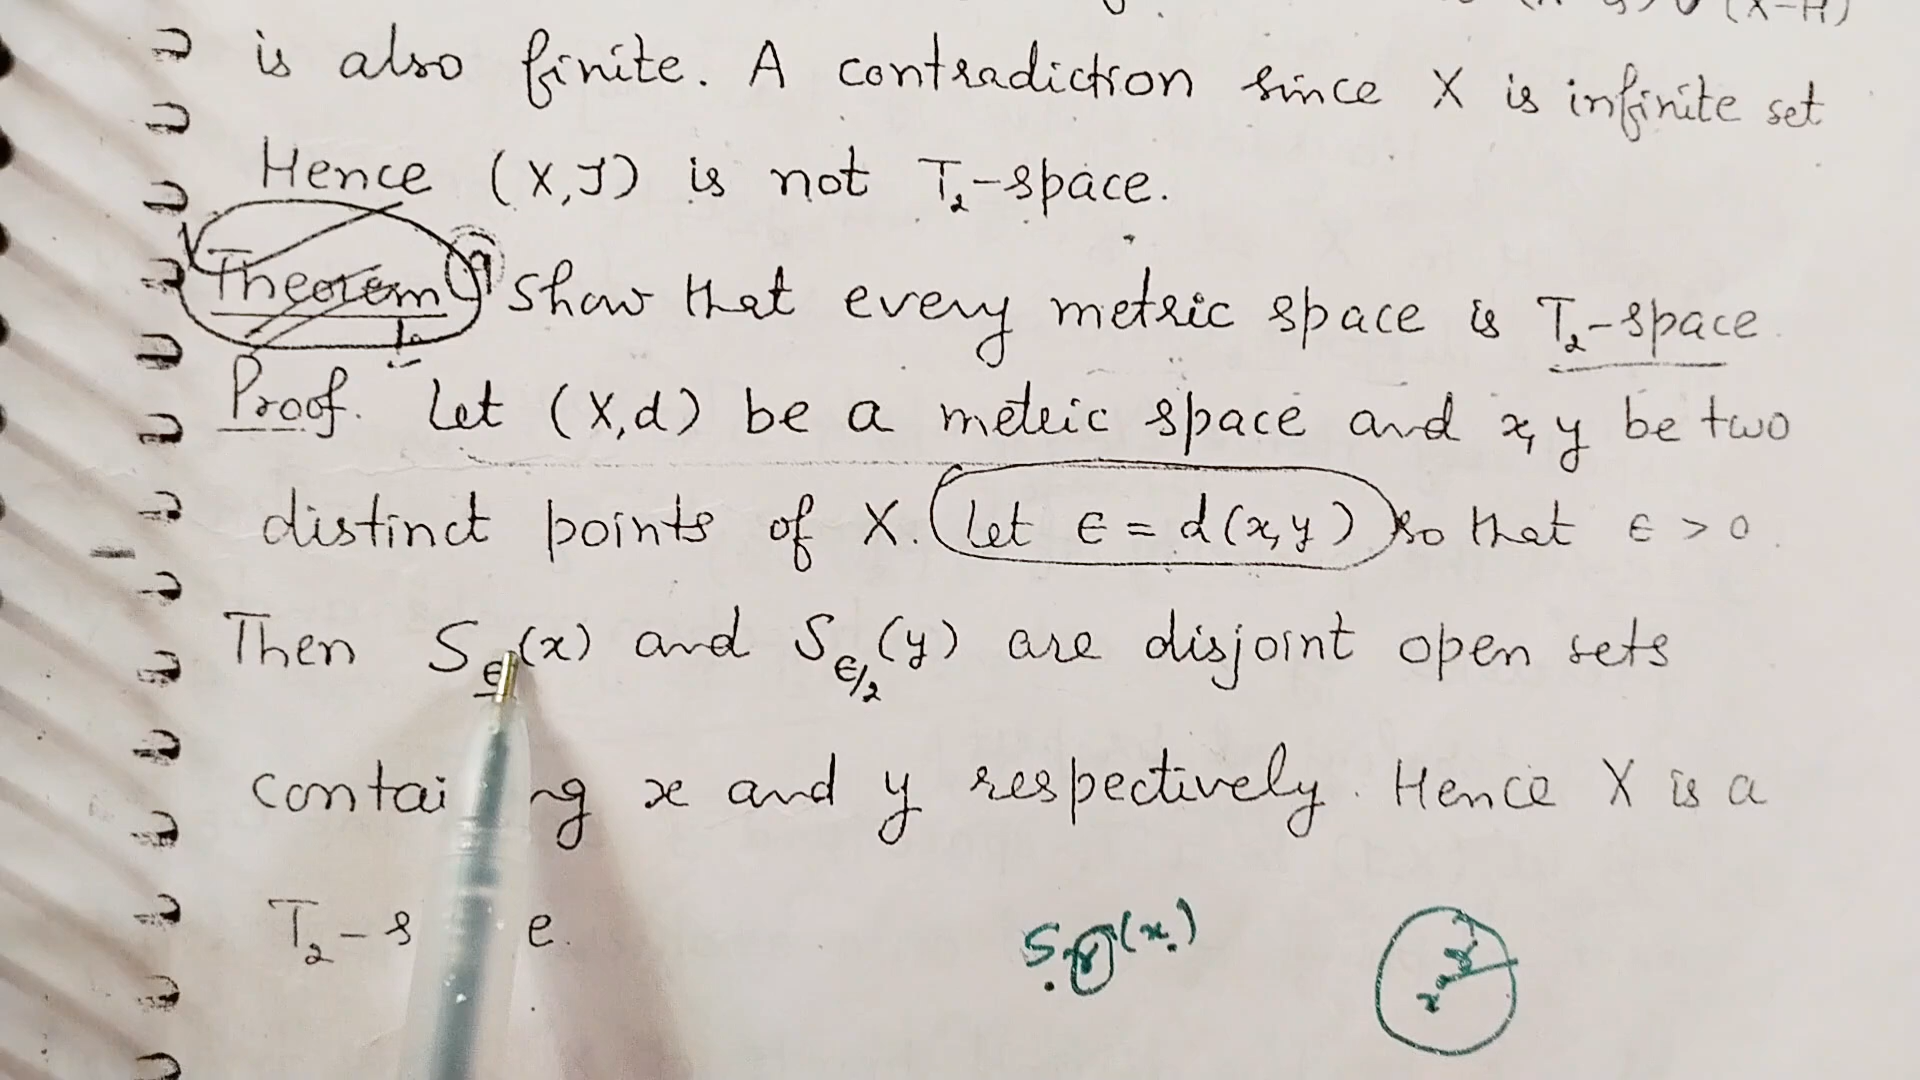 (X-G) ∪ (X-H)
is also finite. A contradiction since X is infinite set
Hence (X,J) is not T₂-space.
Theorem Show that every metric space is T₂-space
Proof. Let (X,d) be a metric space and x, y be two
distinct points of X. Let ∈ = d(x,y) so that ∈ > 0.
Then S∈(x) and S∈/₂(y) are disjoint open sets
containing x and y respectively. Hence X is a
T₂-s e.
Sr(x)
x r